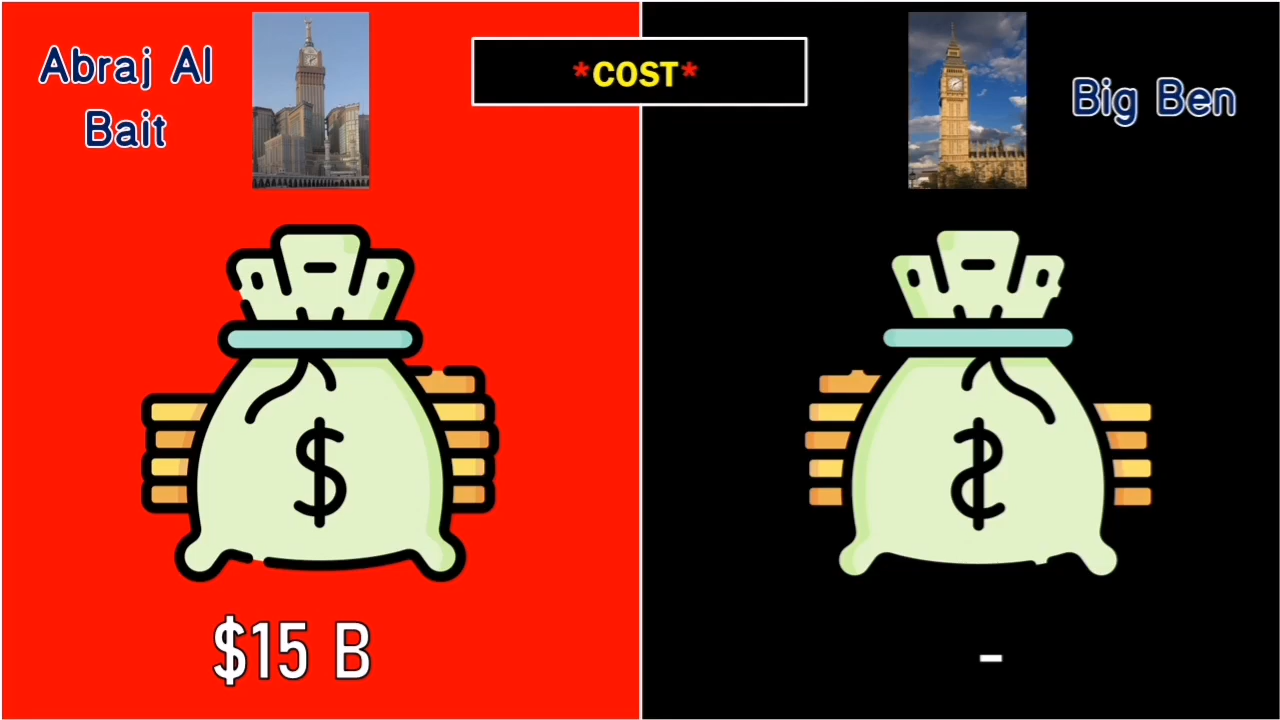 Abraj Al
Bait
*COST*
Big Ben
$
$
$15 B
-